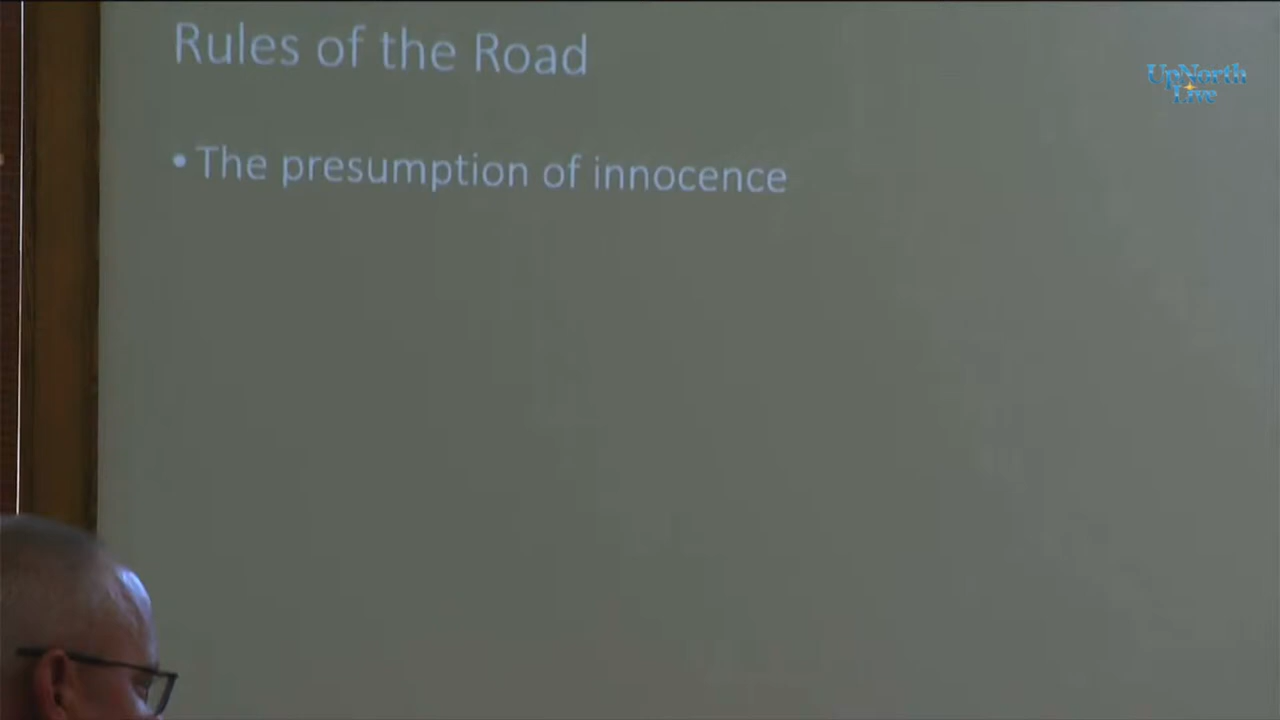 Rules of the Road
UpNorth
Live
• The presumption of innocence